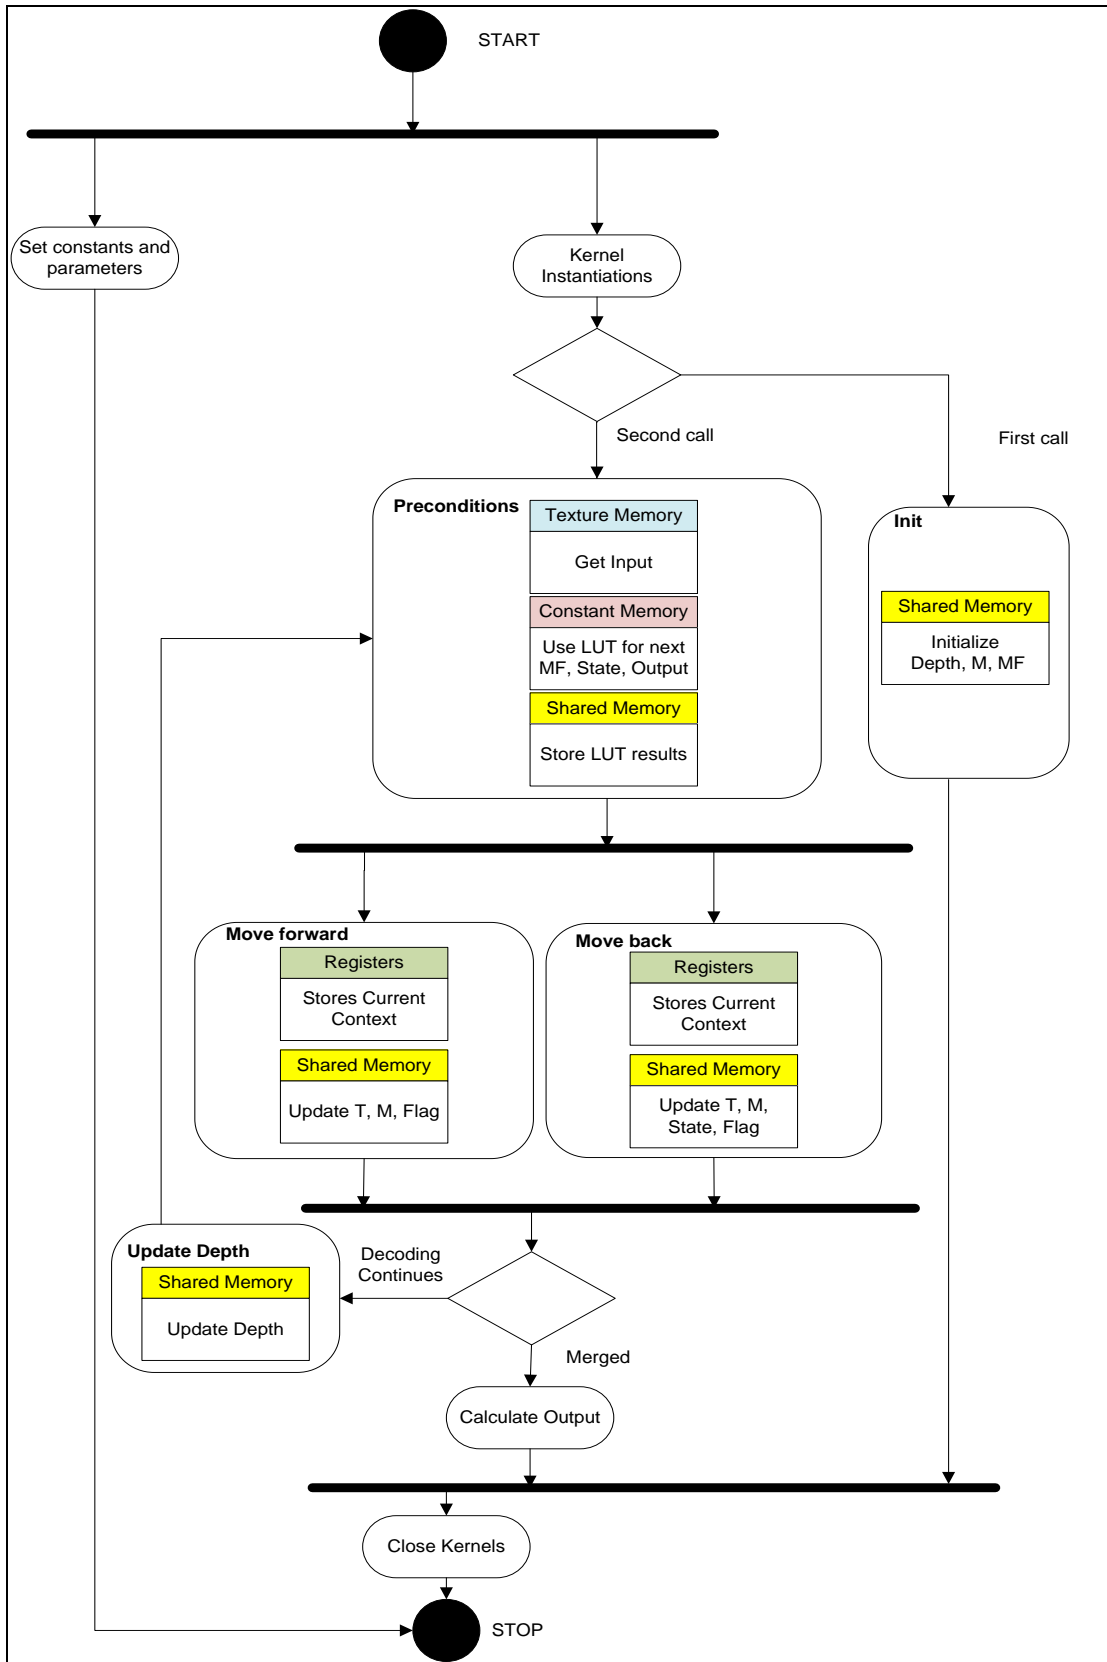 START
Set constants and
parameters
Kernel
Instantiations
Second call
First call
Preconditions
Texture Memory
Get Input
Constant Memory
Use LUT for next
MF, State, Output
Shared Memory
Store LUT results
Init
Shared Memory
Initialize
Depth, M, MF
Move forward
Registers
Stores Current
Context
Shared Memory
Update T, M, Flag
Move back
Registers
Stores Current
Context
Shared Memory
Update T, M,
State, Flag
Update Depth
Shared Memory
Update Depth
Decoding
Continues
Merged
Calculate Output
Close Kernels
STOP